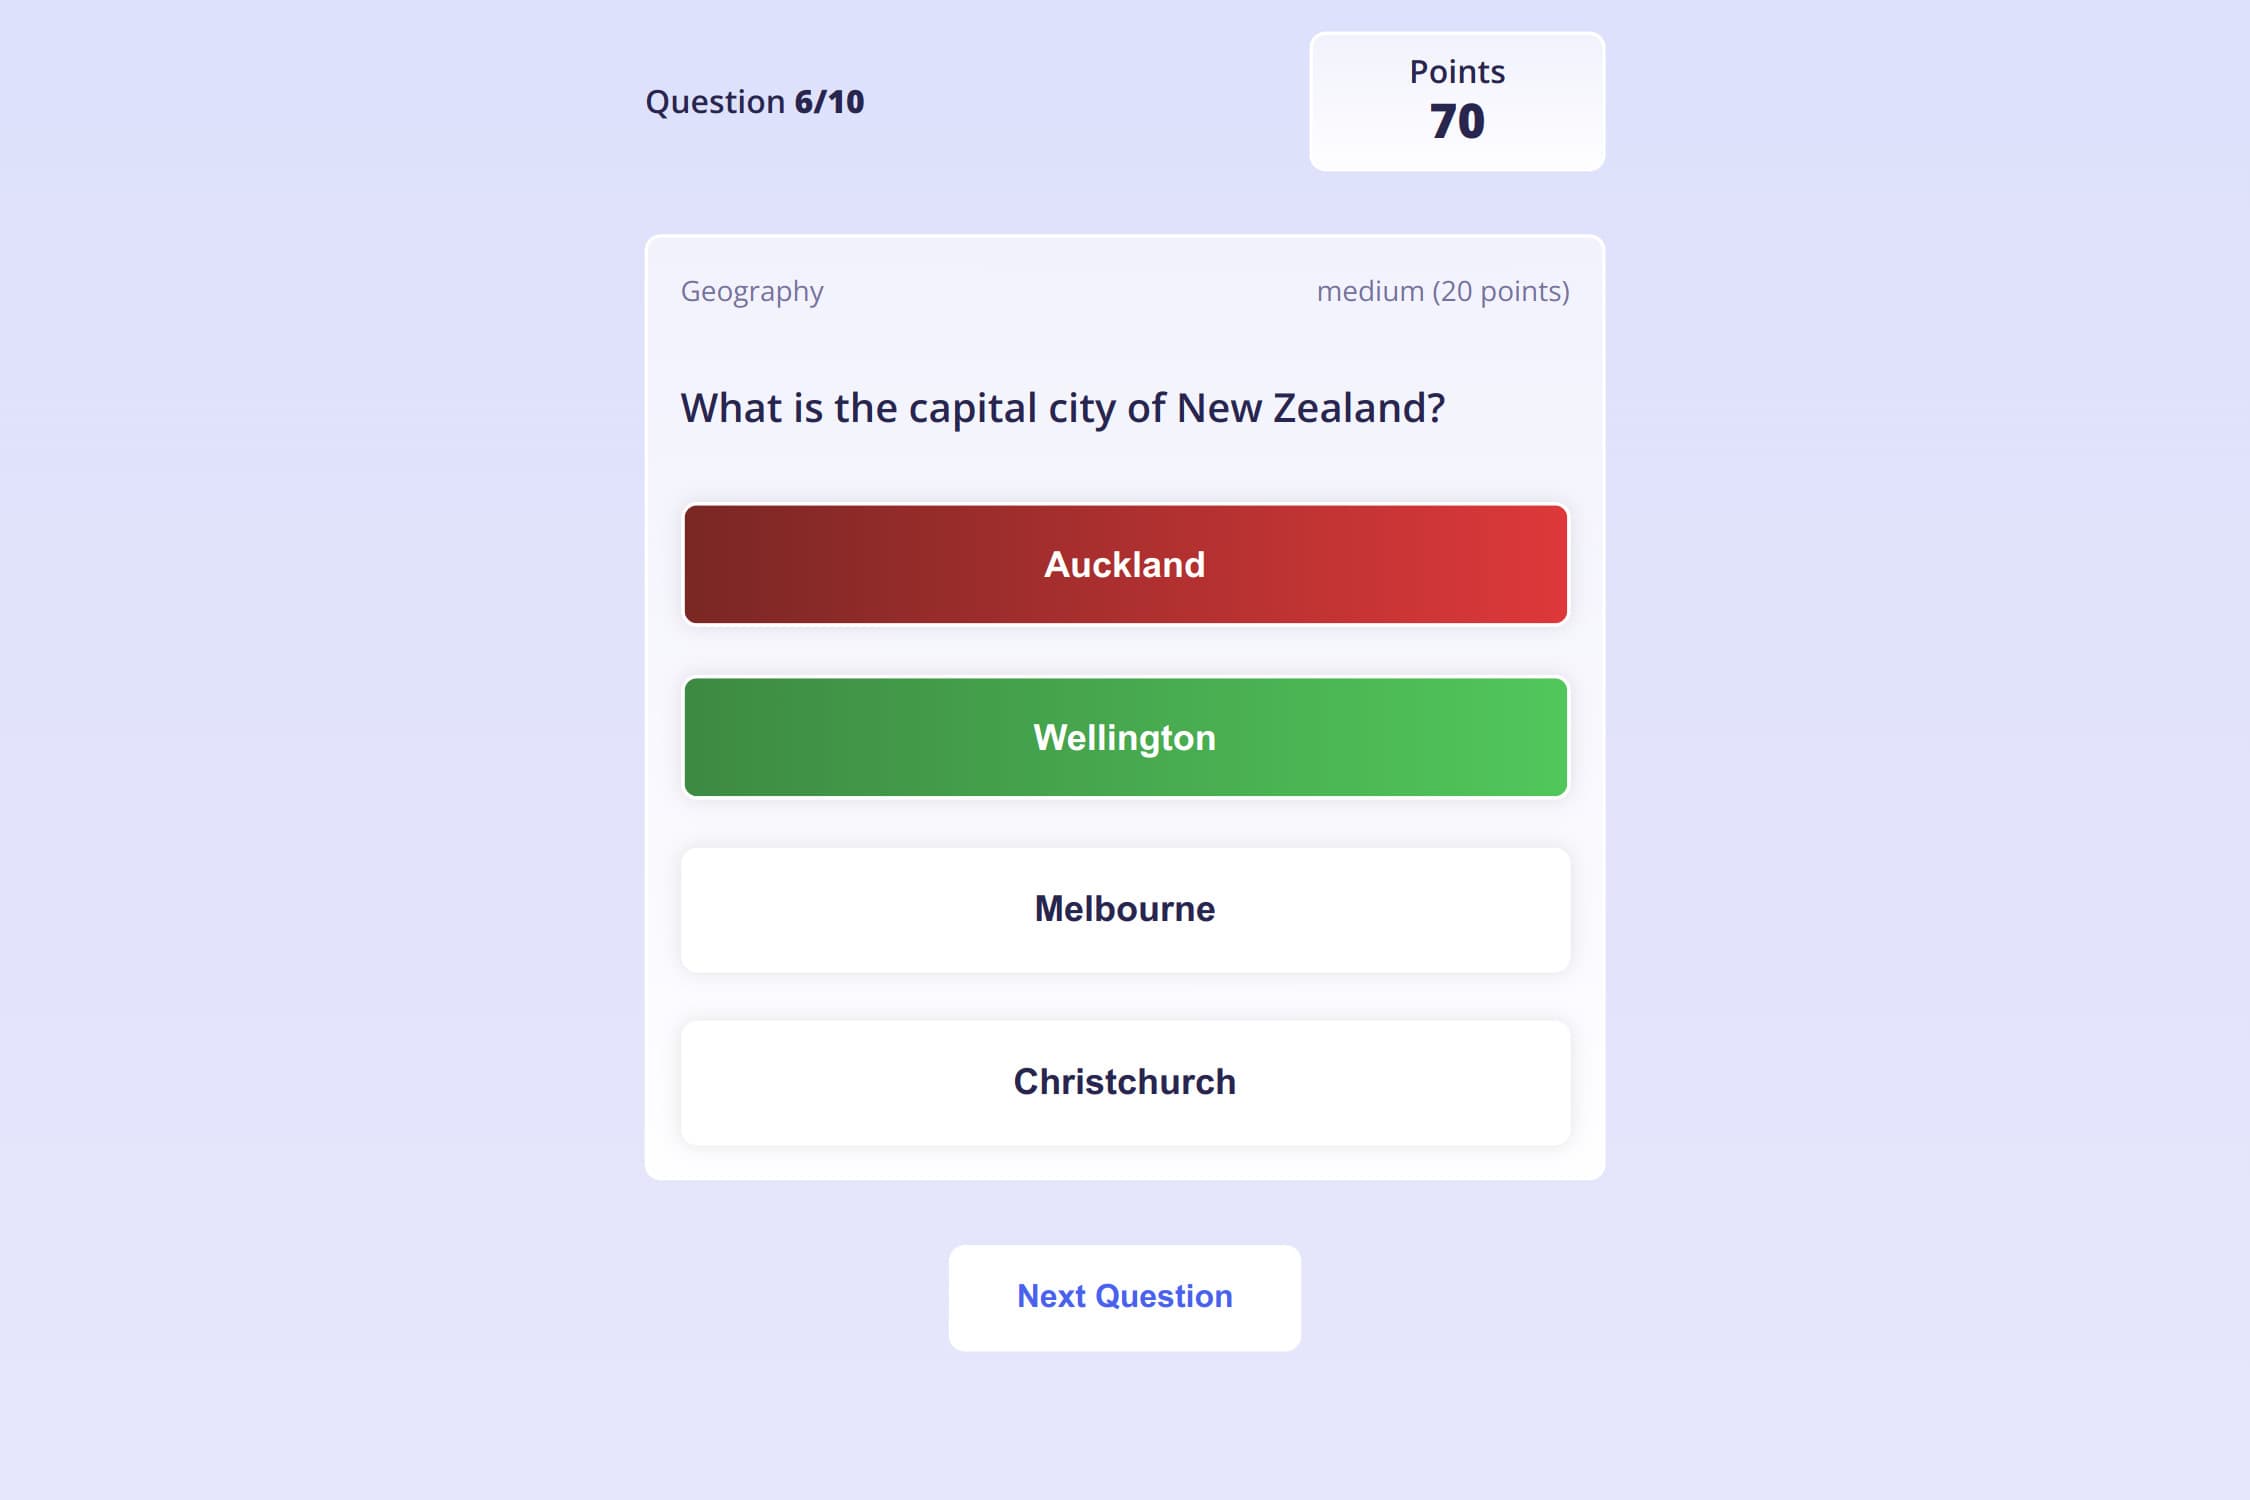 Question 6/10
Points
70
Geography
medium (20 points)
What is the capital city of New Zealand?
Auckland
Wellington
Melbourne
Christchurch
Next Question